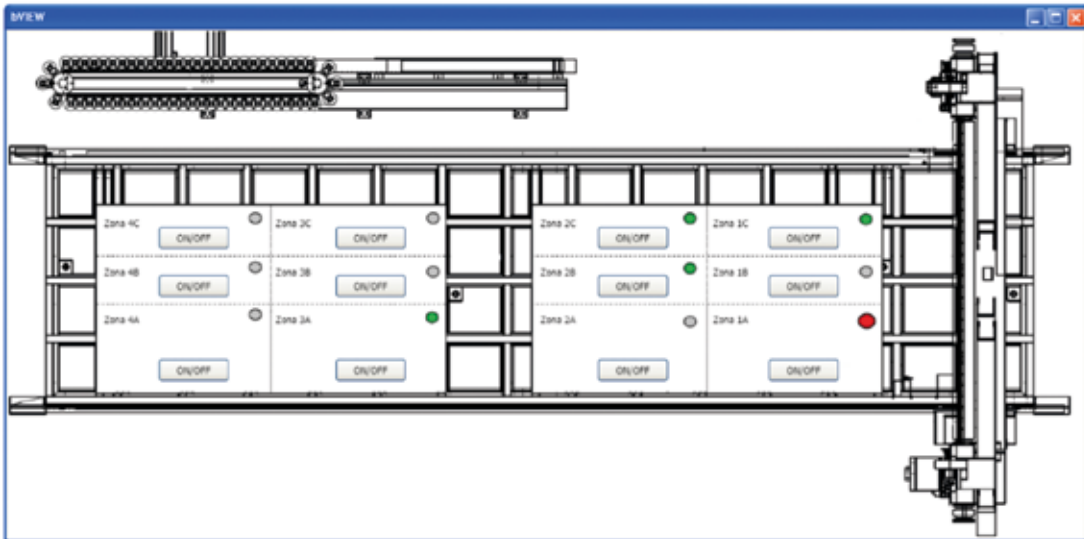 bVIEW
Zona 4C
ON/OFF
Zona 3C
ON/OFF
Zona 2C
ON/OFF
Zona 1C
ON/OFF
Zona 4B
ON/OFF
Zona 3B
ON/OFF
Zona 2B
ON/OFF
Zona 1B
ON/OFF
Zona 4A
ON/OFF
Zona 3A
ON/OFF
Zona 2A
ON/OFF
Zona 1A
ON/OFF